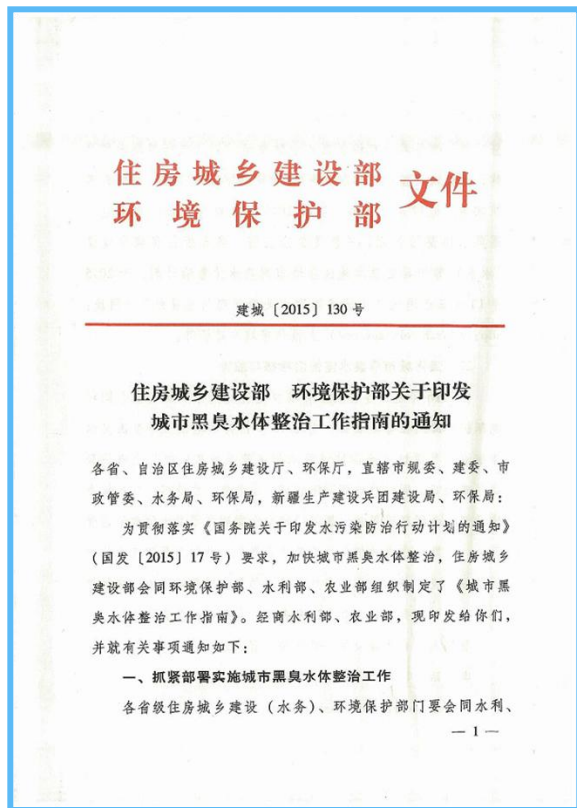 住房城乡建设部
环境保护部 文件
建城〔2015〕130号
住房城乡建设部 环境保护部关于印发
城市黑臭水体整治工作指南的通知
各省、自治区住房城乡建设厅、环保厅，直辖市规委、建委、市
政管委、水务局、环保局，新疆生产建设兵团建设局、环保局：
为贯彻落实《国务院关于印发水污染防治行动计划的通知》
（国发〔2015〕17号）要求，加快城市黑臭水体整治，住房城乡
建设部会同环境保护部、水利部、农业部组织制定了《城市黑
臭水体整治工作指南》。经商水利部、农业部，现印发给你们，
并就有关事项通知如下：
一、抓紧部署实施城市黑臭水体整治工作
各省级住房城乡建设（水务）、环境保护部门要会同水利、
— 1 —